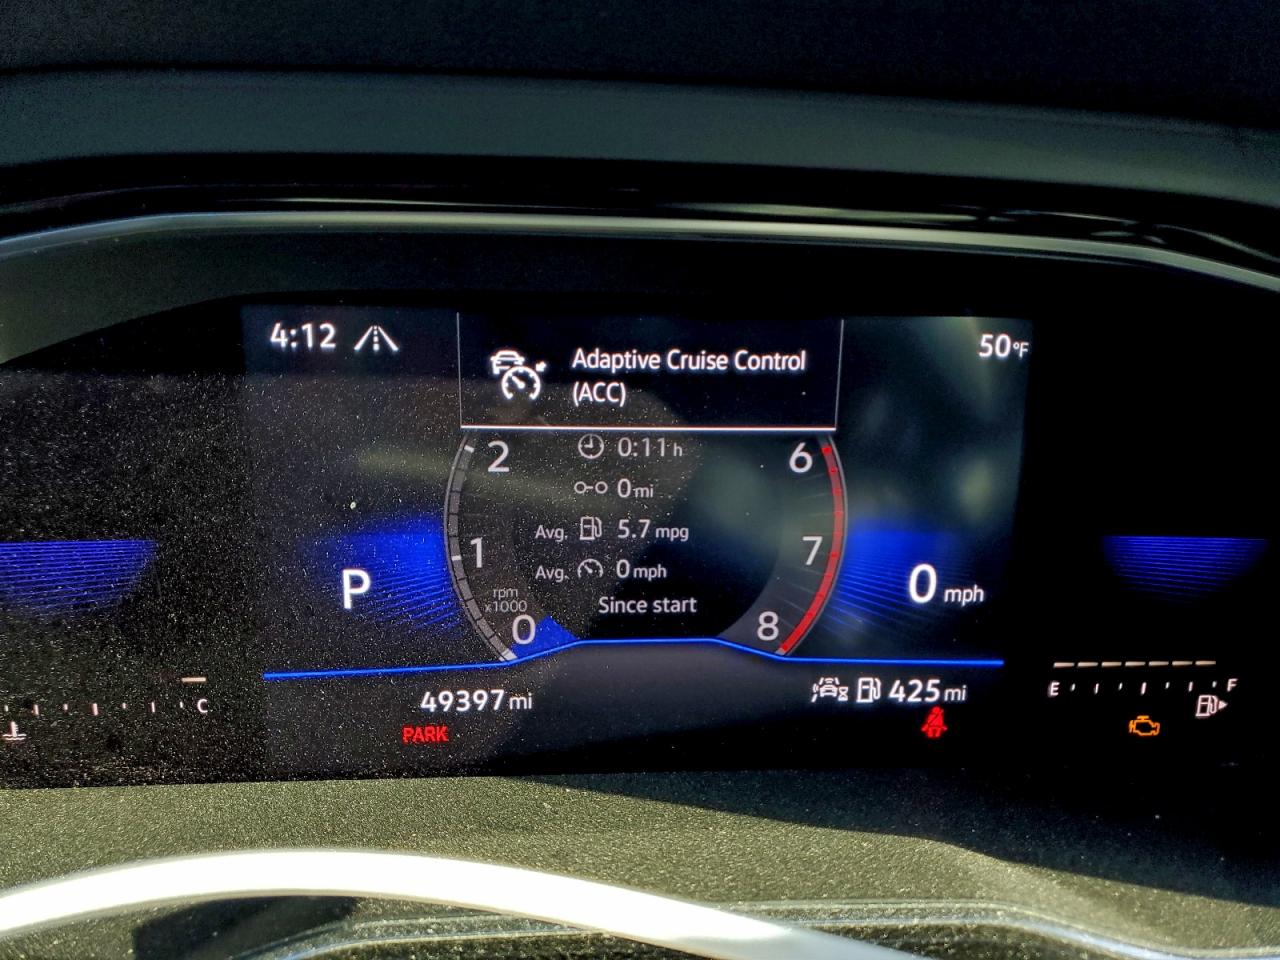 4:12
Adaptive Cruise Control
(ACC)
50°F
2
0:11 h
6
0 mi
1
Avg. 5.7 mpg
7
Avg. 0 mph
P
rpm
x1000
Since start
0 mph
0
8
49397 mi
425 mi
E
F
C
PARK